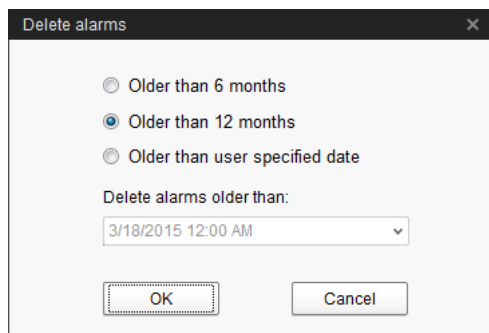 Delete alarms
Older than 6 months
Older than 12 months
Older than user specified date
Delete alarms older than:
3/18/2015 12:00 AM
OK Cancel